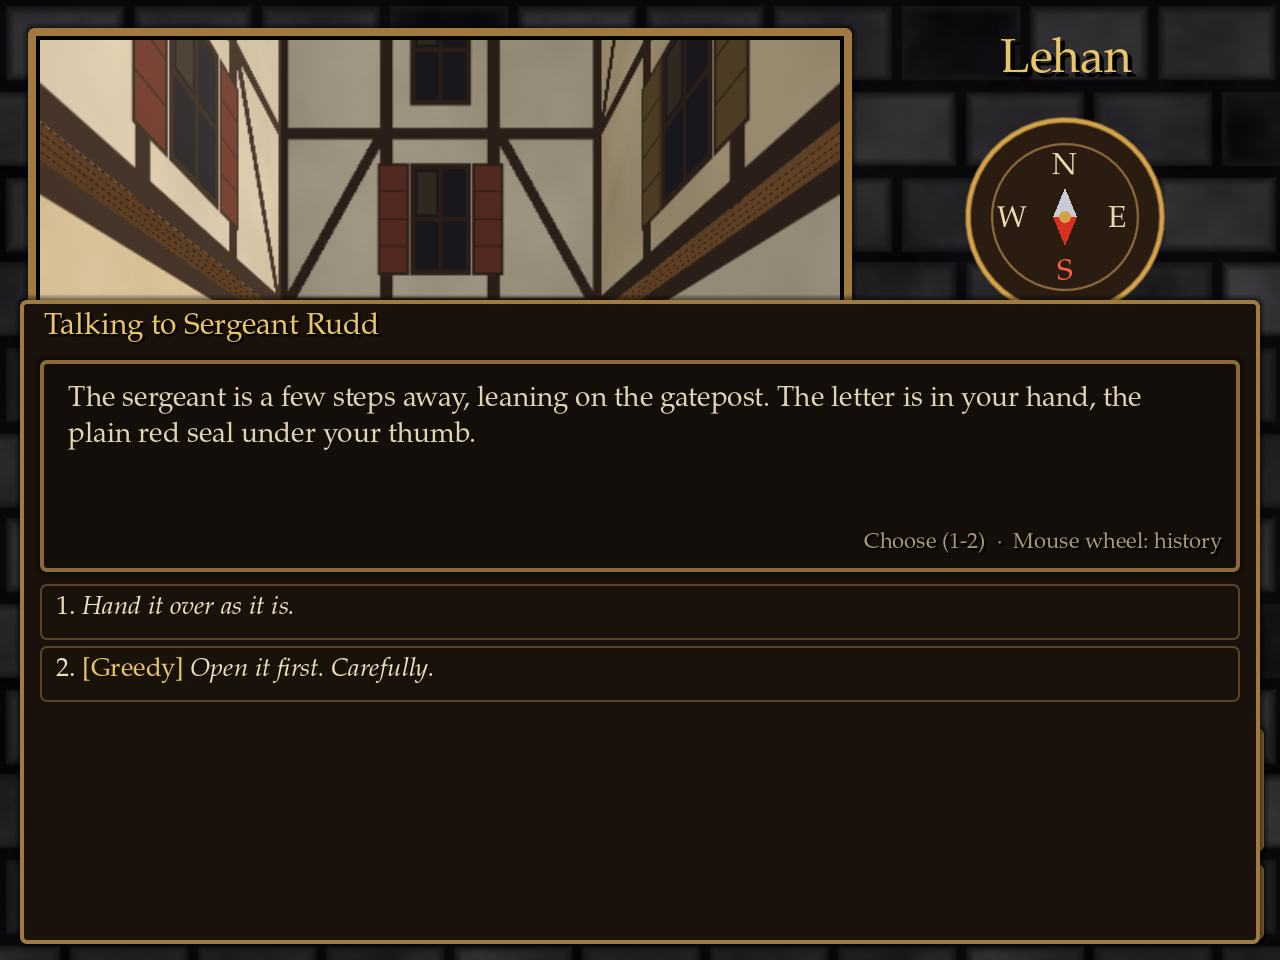 Lehan
N
W E
S
Talking to Sergeant Rudd
The sergeant is a few steps away, leaning on the gatepost. The letter is in your hand, the
plain red seal under your thumb.
Choose (1-2) · Mouse wheel: history
1. Hand it over as it is.
2. [Greedy] Open it first. Carefully.